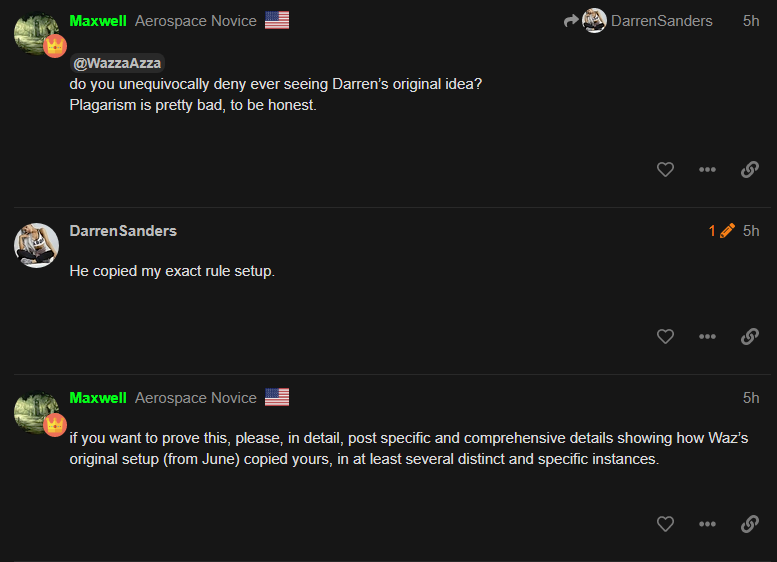 Maxwell Aerospace Novice DarrenSanders 5h
@WazzaAzza
do you unequivocally deny ever seeing Darren’s original idea?
Plagarism is pretty bad, to be honest.
DarrenSanders 1 5h
He copied my exact rule setup.
Maxwell Aerospace Novice 5h
if you want to prove this, please, in detail, post specific and comprehensive details showing how Waz’s
original setup (from June) copied yours, in at least several distinct and specific instances.